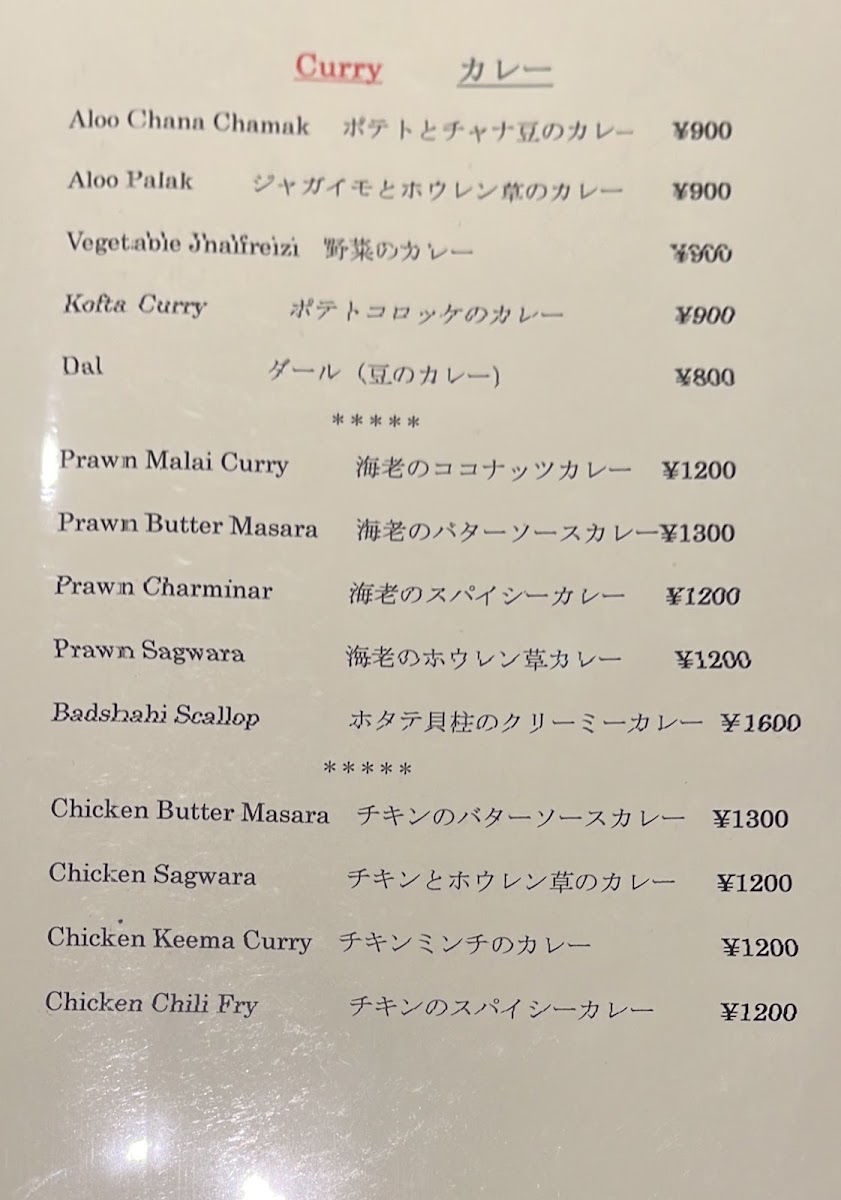 Curry カレー
Aloo Chana Chamak ポテトとチャナ豆のカレー ¥900
Aloo Palak ジャガイモとホウレン草のカレー ¥900
Vegetable Jhalfreizi 野菜のカレー ¥900
Kofta Curry ポテトコロッケのカレー ¥900
Dal ダール (豆のカレー) ¥800
*****
Prawn Malai Curry 海老のココナッツカレー ¥1200
Prawn Butter Masara 海老のバターソースカレー¥1300
Prawn Charminar 海老のスパイシーカレー ¥1200
Prawn Sagwara 海老のホウレン草カレー ¥1200
Badshahi Scallop ホタテ貝柱のクリーミーカレー ¥1600
*****
Chicken Butter Masara チキンのバターソースカレー ¥1300
Chicken Sagwara チキンとホウレン草のカレー ¥1200
Chicken Keema Curry チキンミンチのカレー ¥1200
Chicken Chili Fry チキンのスパイシーカレー ¥1200